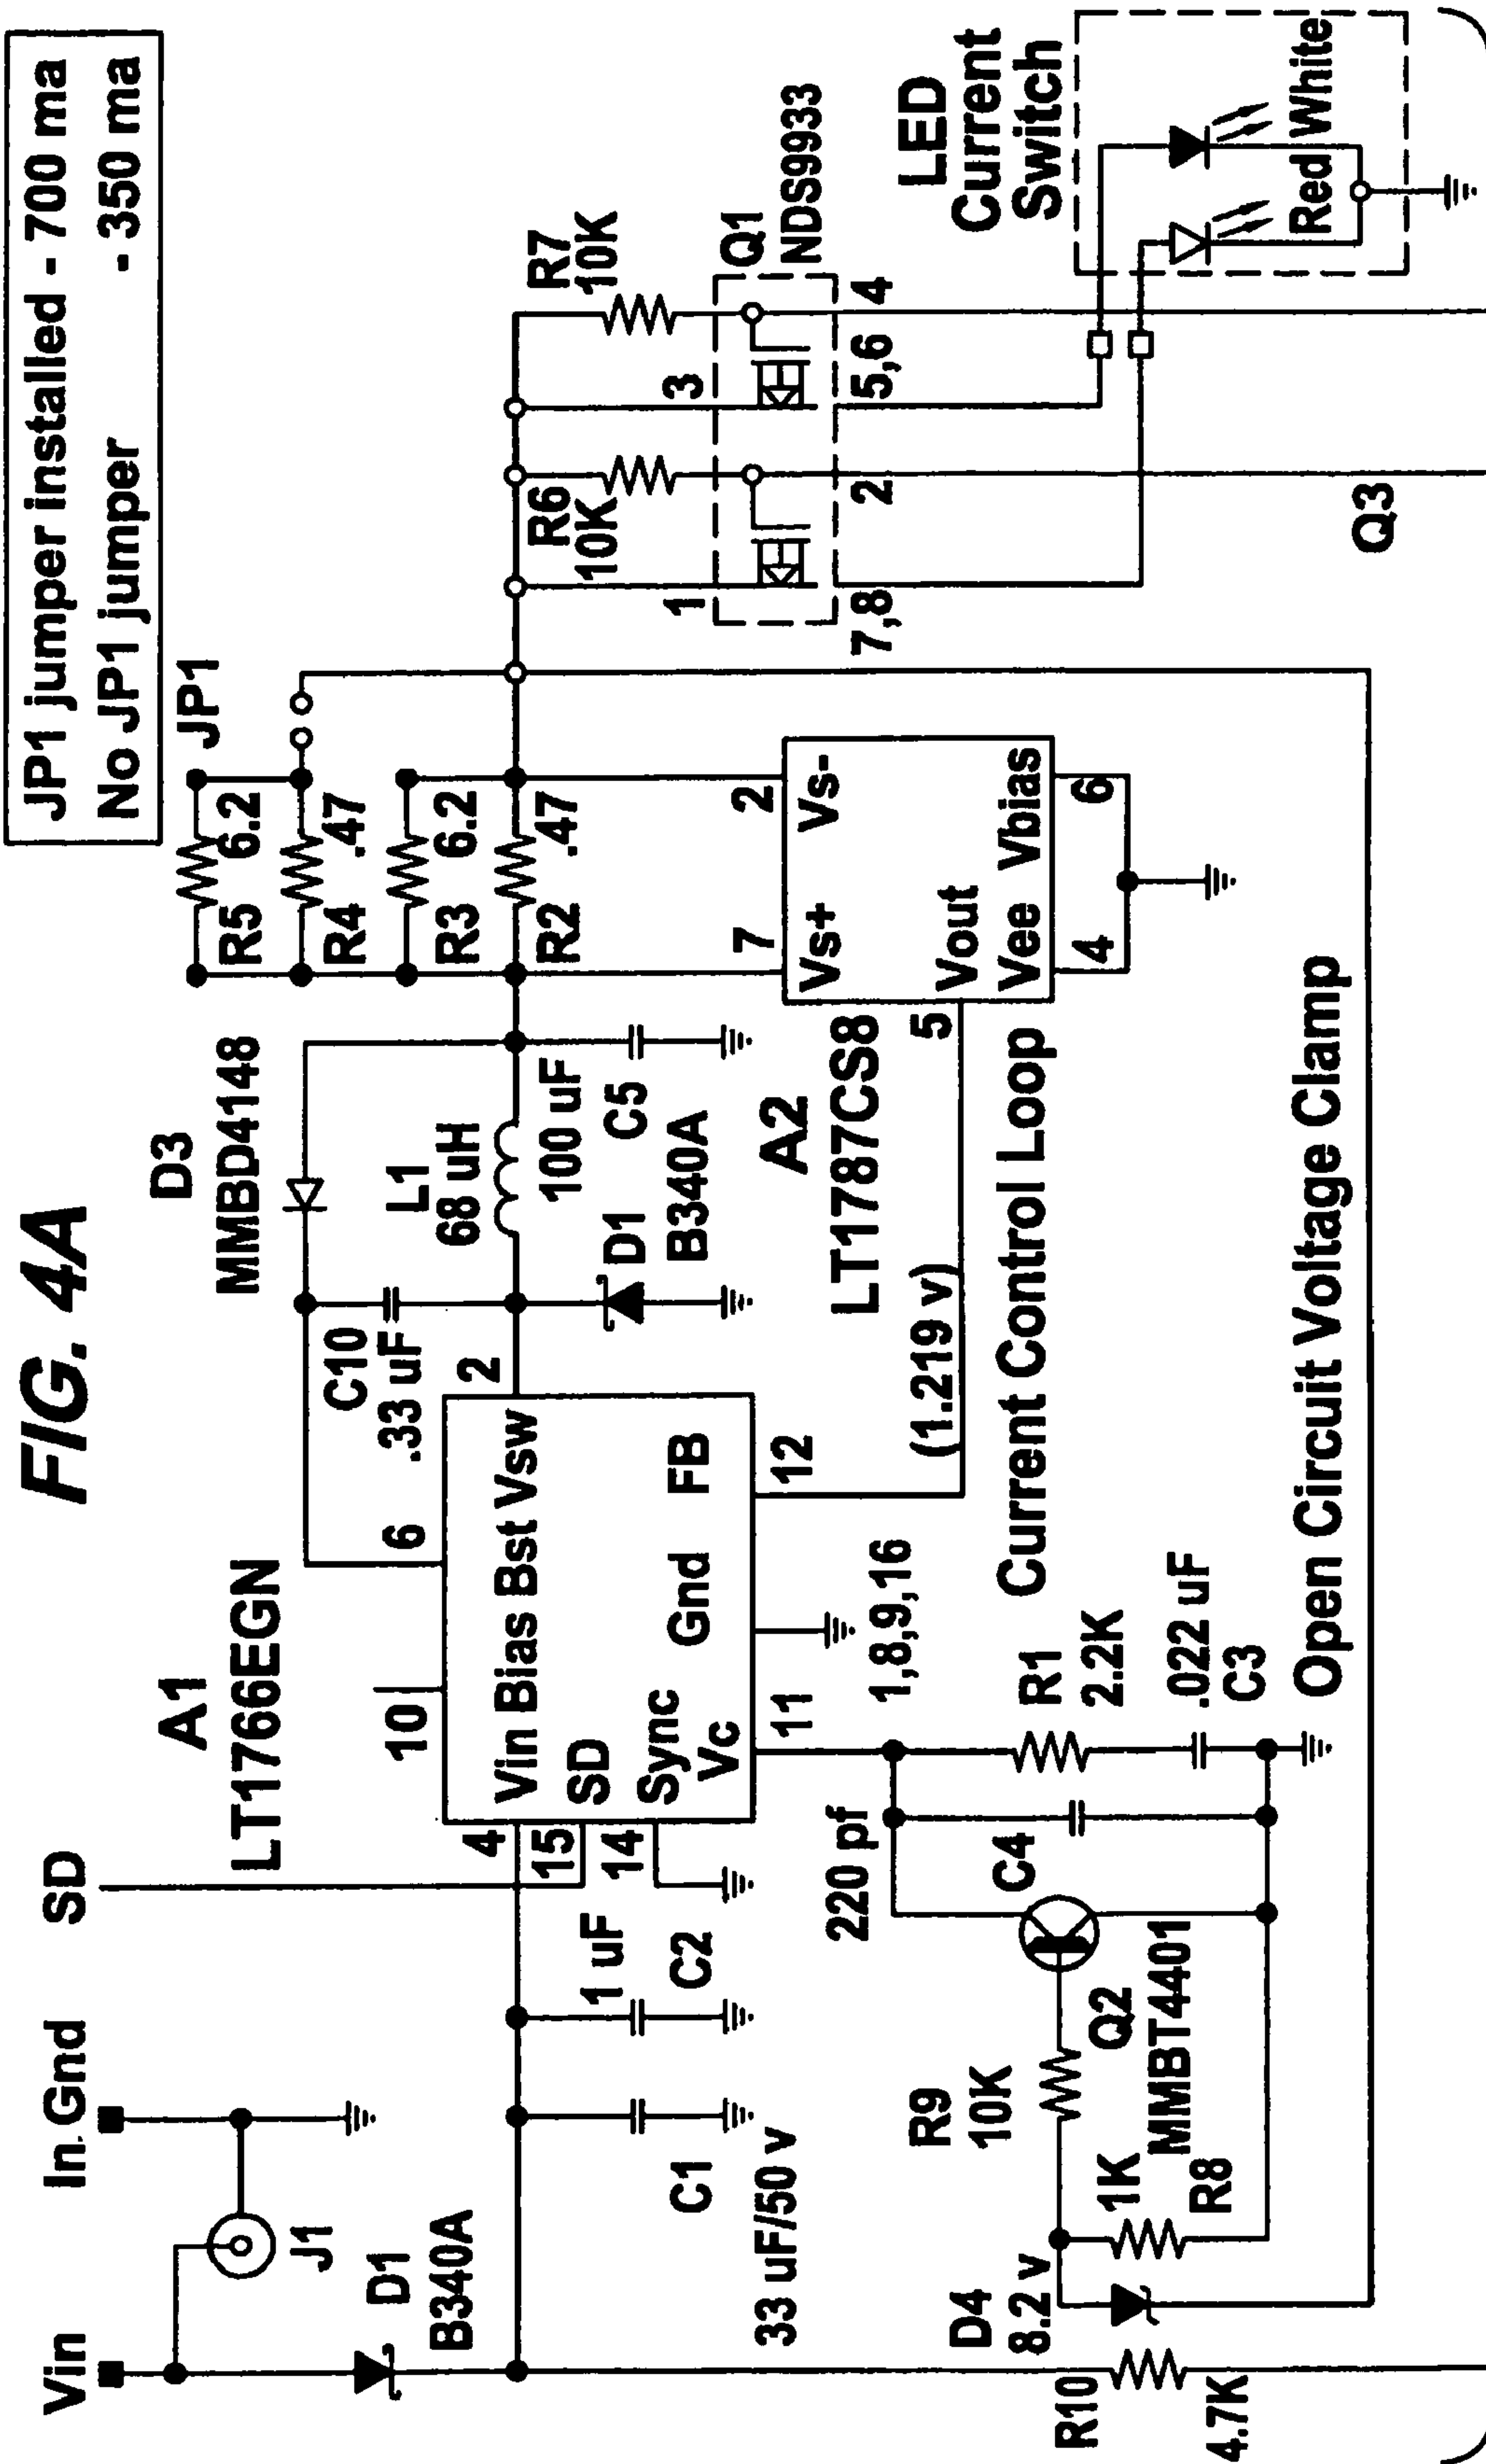 FIG. 4A
JP1 jumper installed - 700 ma
No JP1 jumper - 350 ma
Vin
In Gnd
SD
J1
D1
B340A
A1
LT1766EGN
10
6
4
15
14
2
Vin Bias Bst Vsw
SD
Sync
Vc
Gnd
FB
11
1,8,9,16
12
1 uF
C2
C1
33 uF/50 v
D3
MMBD4148
C10
.33 uF
L1
68 uH
100 uF
C5
D1
B340A
R5
6.2
R4
.47
R3
6.2
R2
.47
JP1
7
2
Vs+
Vs-
Vout
Vee
Vbias
5
4
6
A2
LT1787CS8
(1.219 v)
Current Control Loop
R6
10K
R7
10K
1
3
Q1
NDS9933
7,8
2
5,6
4
LED
Current
Switch
Red White
Q3
220 pf
C4
R1
2.2K
.022 uF
C3
Q2
MMBT4401
R9
10K
1K
R8
D4
8.2 v
R10
4.7K
Open Circuit Voltage Clamp